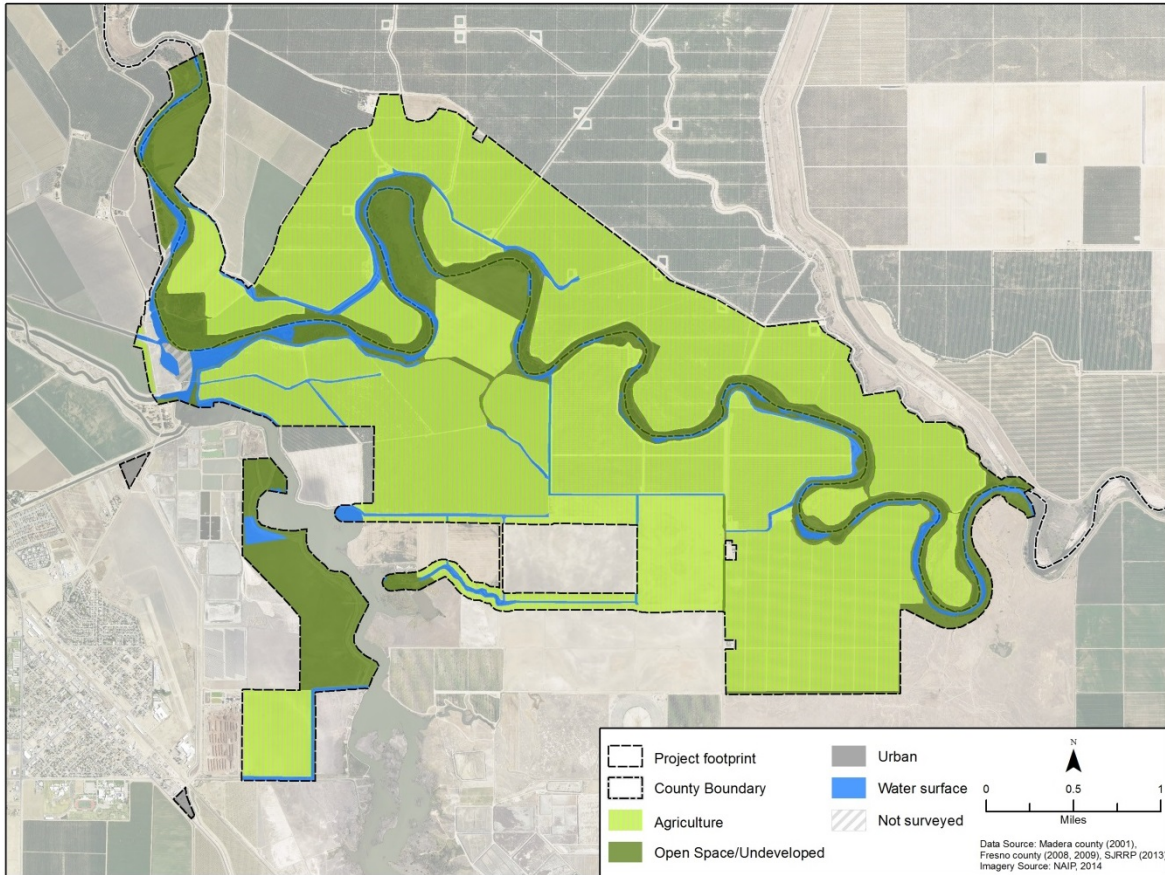 Project footprint
County Boundary
Agriculture
Open Space/Undeveloped
Urban
Water surface
Not surveyed
N
0 0.5 1
Miles
Data Source: Madera county (2001),
Fresno county (2008, 2009), SJRRP (2013)
Imagery Source: NAIP, 2014